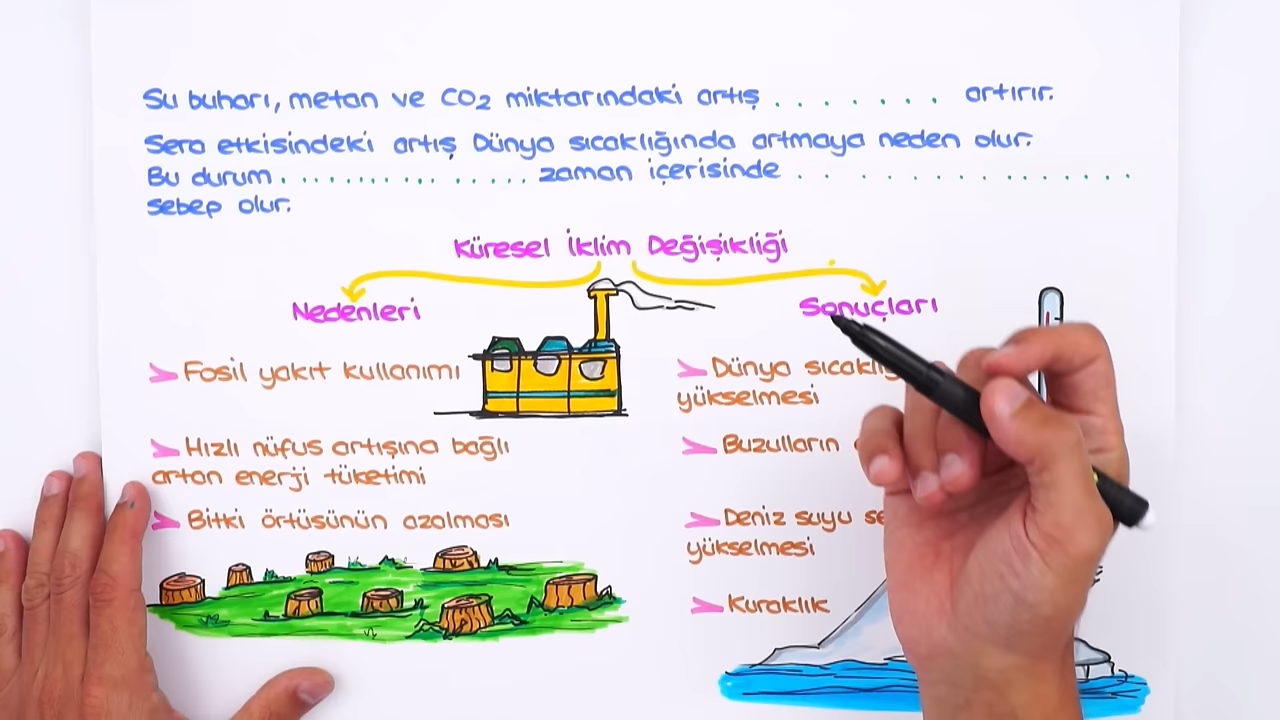 Su buharı, metan ve CO2 miktarındaki artış . . . . . . . artırır.
Sera etkisindeki artış Dünya sıcaklığında artmaya neden olur.
Bu durum . . . . . . . . . . . . . . . zaman içerisinde . . . . . . . . . . . . . . .
sebep olur.
Küresel İklim Değişikliği
Nedenleri
Fosil yakıt kullanımı
Hızlı nüfus artışına bağlı
artan enerji tüketimi
Bitki örtüsünün azalması
Sonuçları
Dünya
yükselmesi
Buzulların
Deniz suyu
yükselmesi
Kuraklık